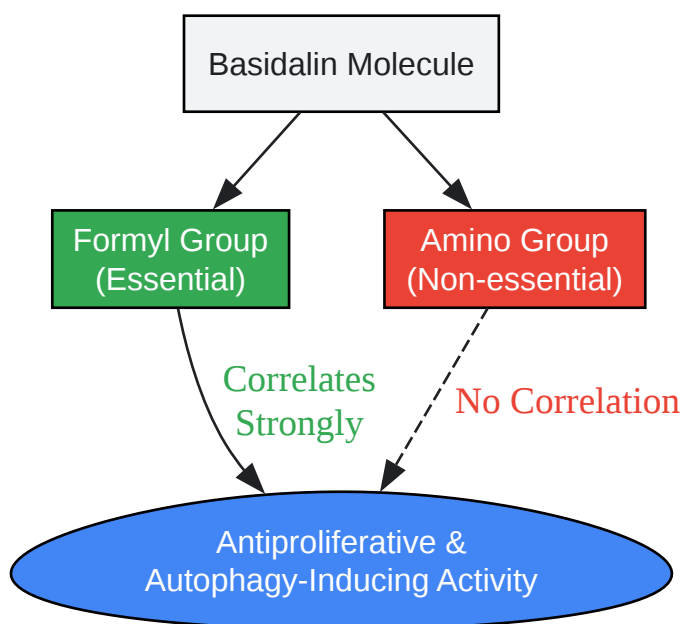 Basidalin Molecule
Formyl Group
(Essential)
Amino Group
(Non-essential)
Correlates
Strongly
No Correlation
Antiproliferative &
Autophagy-Inducing Activity